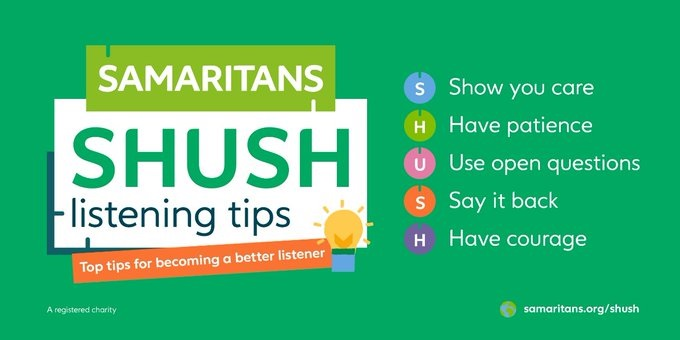 SAMARITANS
SHUSH
listening tips
Top tips for becoming a better listener
S Show you care
H Have patience
U Use open questions
S Say it back
H Have courage
A registered charity
samaritans.org/shush